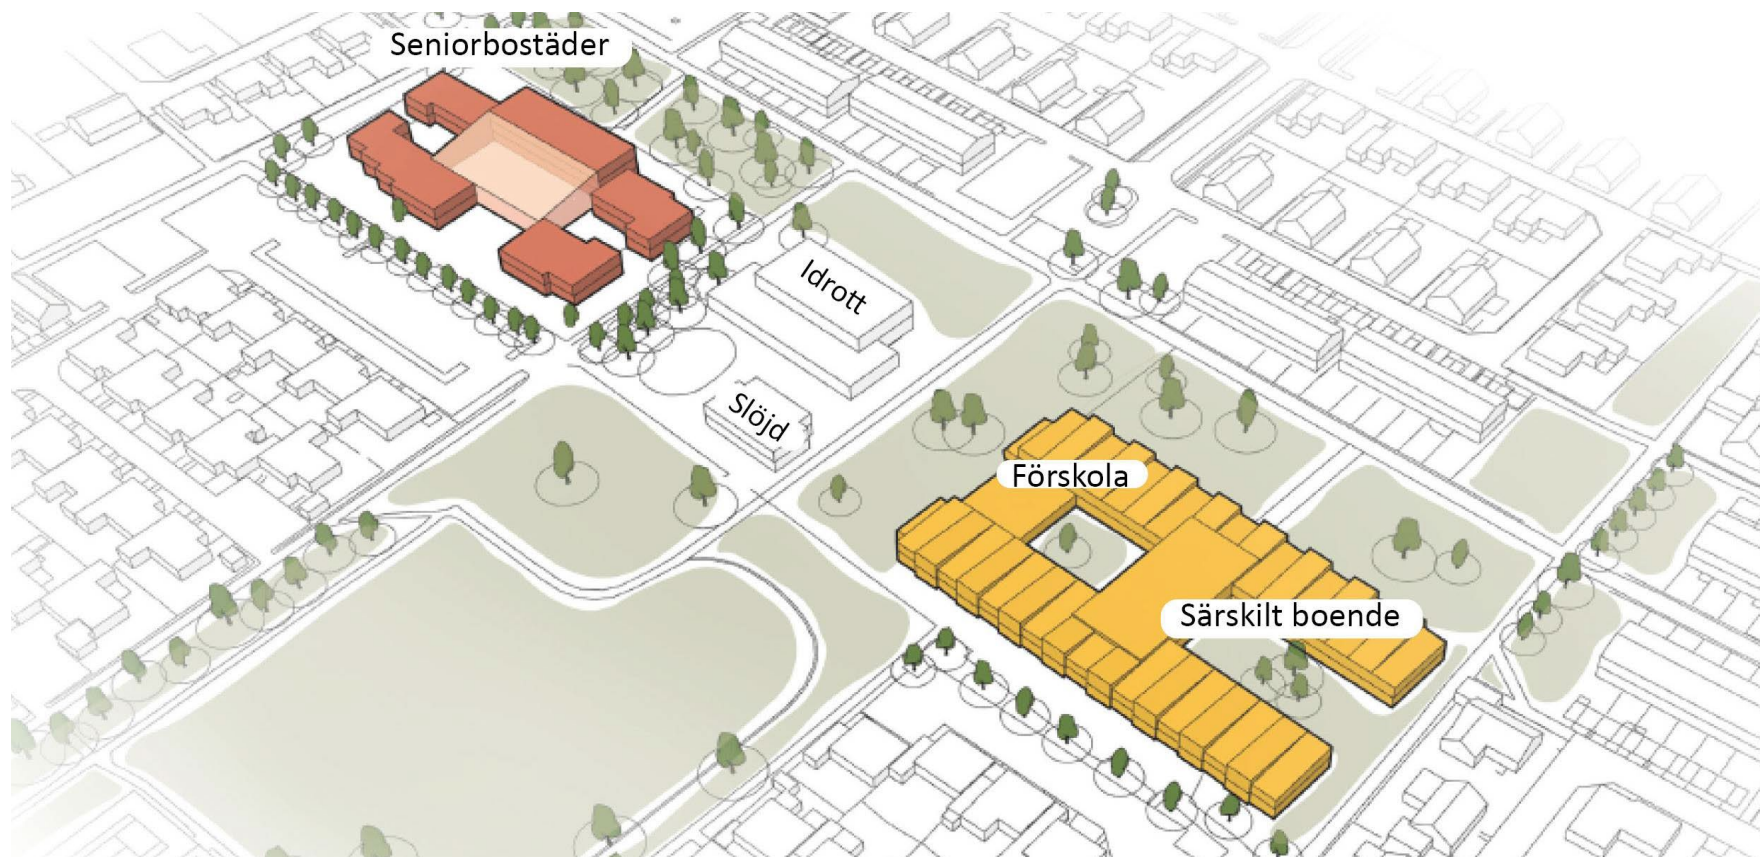 Seniorbostäder
Idrott
Slöjd
Förskola
Särskilt boende